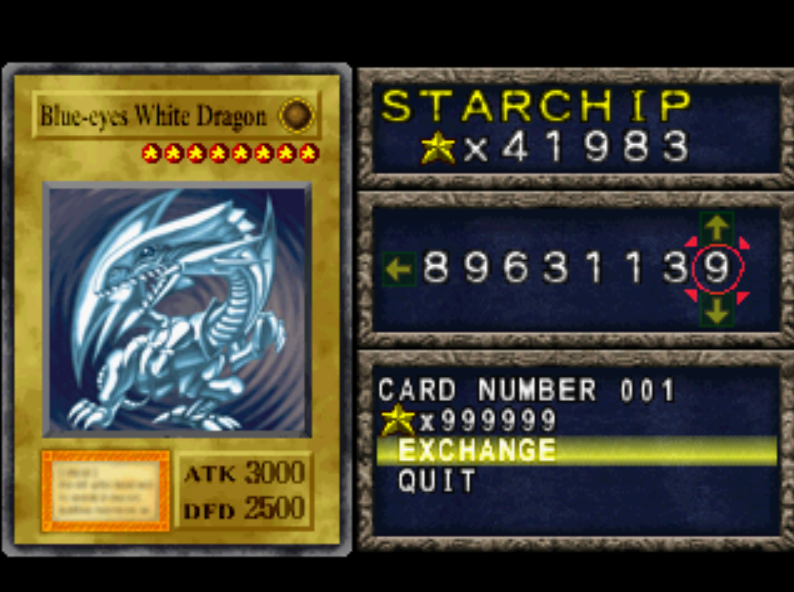 Blue-eyes White Dragon
ATK 3000
DFD 2500
STARCHIP
x41983
89631139
CARD NUMBER 001
x999999
EXCHANGE
QUIT